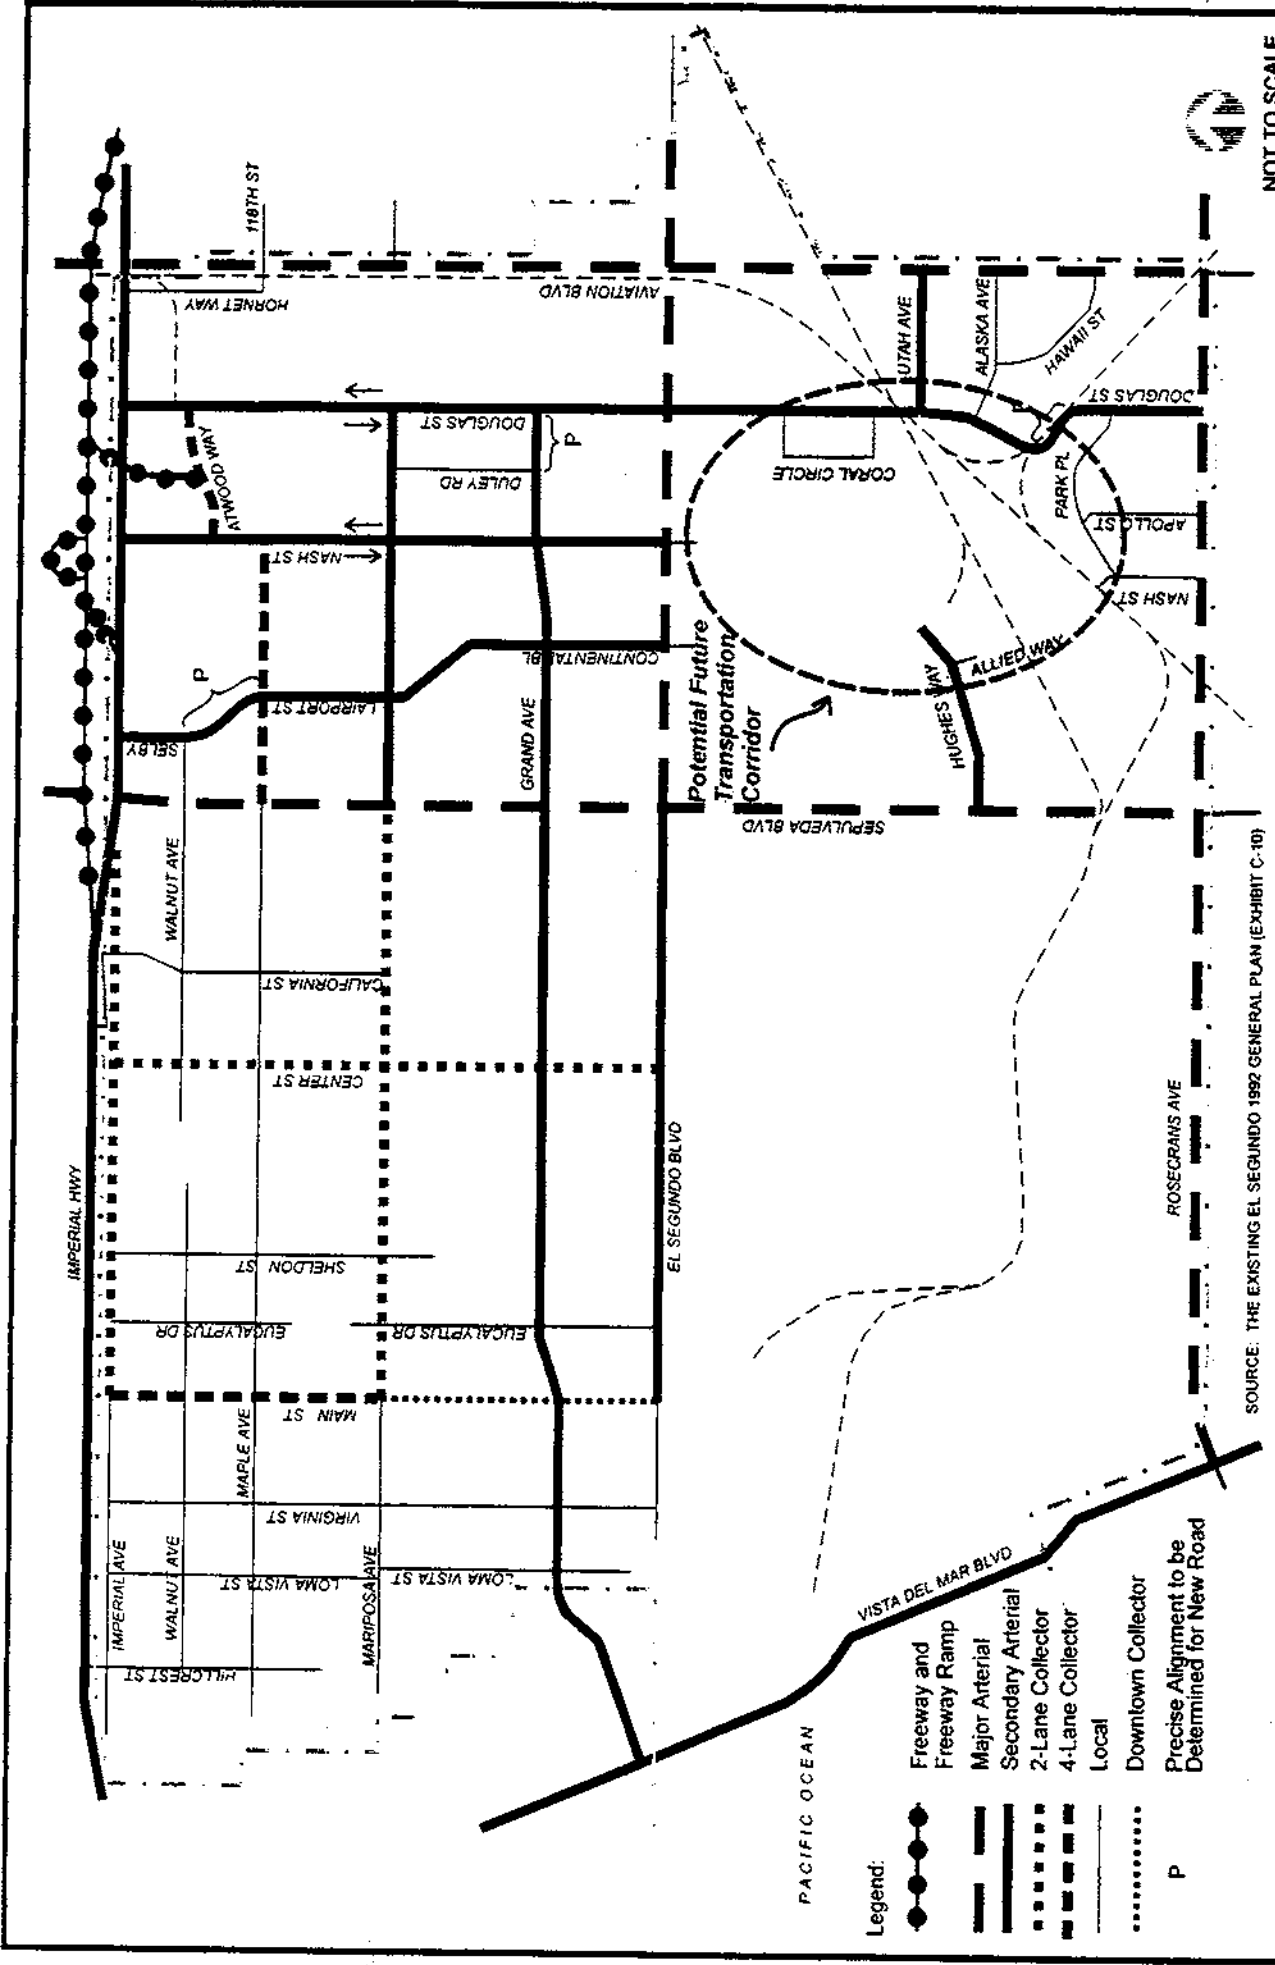 IMPERIAL HWY
IMPERIAL AVE
WALNUT AVE
MAPLE AVE
MARIPOSA AVE
HILLCREST ST
LOMA VISTA ST
LOMA VISTA ST
VIRGINIA ST
MAIN ST
EUCALYPTUS DR
EUCALYPTUS DR
SHELDON ST
CENTER ST
CALIFORNIA ST
WALNUT AVE
SELBY
LAIRPORT ST
P
CONTINENTAL BL
GRAND AVE
NASH ST
ATWOOD WAY
DULEY RD
DOUGLAS ST
P
HORNET WAY
118TH ST
AVIATION BLVD
EL SEGUNDO BLVD
SEPULVEDA BLVD
Potential Future
Transportation
Corridor
HUGHES WAY
ALLIED WAY
CORAL CIRCLE
UTAH AVE
ALASKA AVE
HAWAII ST
P
DOUGLAS ST
PARK PL
APOLLO ST
NASH ST
ROSECRANS AVE
VISTA DEL MAR BLVD
PACIFIC OCEAN
Legend:
Freeway and
Freeway Ramp
Major Arterial
Secondary Arterial
2-Lane Collector
4-Lane Collector
Local
Downtown Collector
P Precise Alignment to be
Determined for New Road
SOURCE: THE EXISTING EL SEGUNDO 1992 GENERAL PLAN (EXHIBIT C-10)
NOT TO SCALE